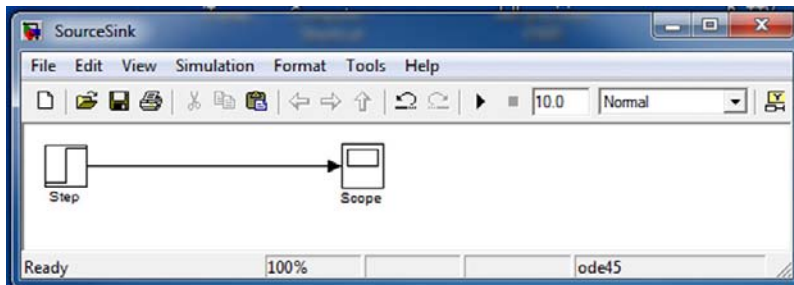 SourceSink
File Edit View Simulation Format Tools Help
10.0 Normal
Step Scope
Ready 100% ode45